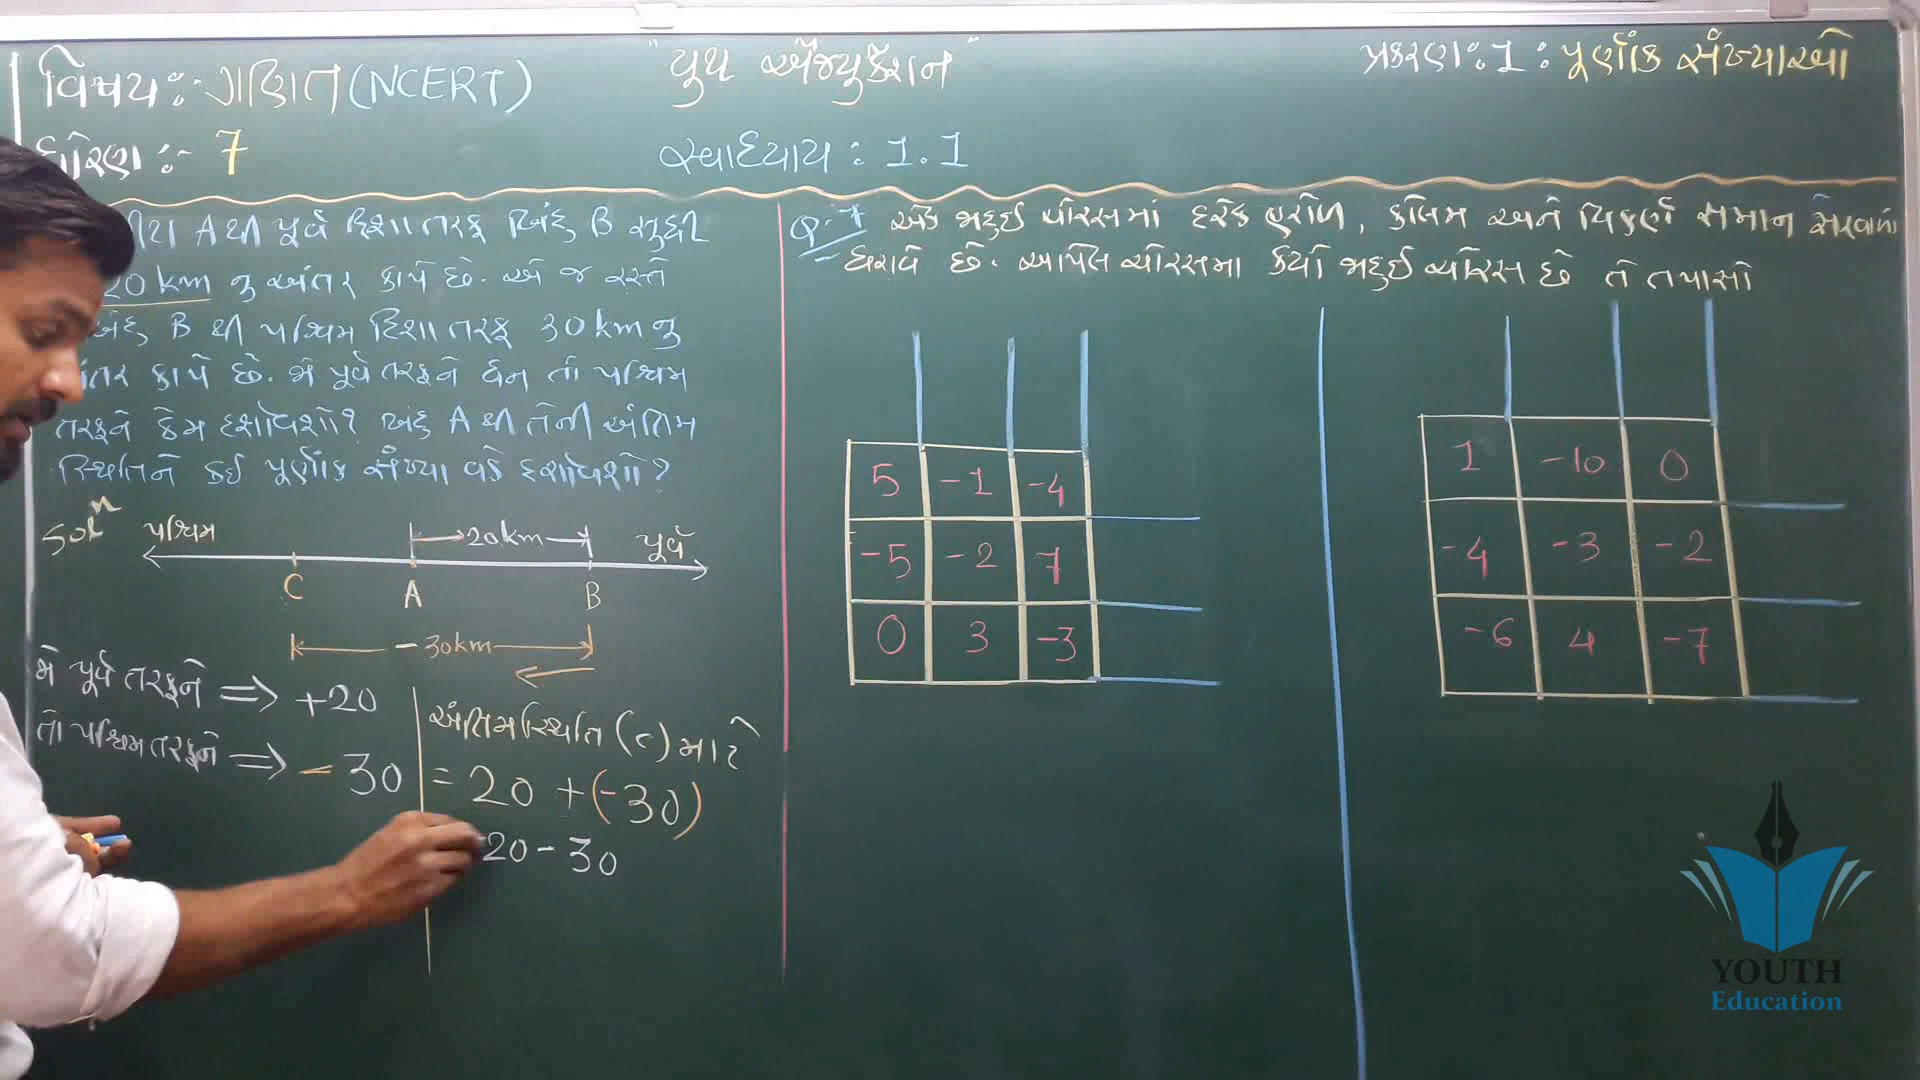 વિષય:- ગણિત (NCERT)
"યુથ એજ્યુકેશન"
પ્રકરણ:1: પૂર્ણાંક સંખ્યાઓ
ધોરણ:- 7
સ્વાધ્યાય : 1.1
A થી પૂર્વ દિશા તરફ બિંદુ B સુધી
20 km નુ અંતર કાપે છે. એ જ રસ્તે
B થી પશ્ચિમ દિશા તરફ 30 km નુ
કાપે છે. જો પૂર્વ તરફને ધન તો પશ્ચિમ
તરફને કેમ દર્શાવશો? બિંદુ A થી તેની અંતિમ
સ્થિતિને કઈ પૂર્ણાંક સંખ્યા વડે દર્શાવશો?
Solⁿ
પશ્ચિમ
20km
પૂર્વ
C A B
- 30km
જો પૂર્વ તરફને ⇒ +20
તો પશ્ચિમ તરફને ⇒ - 30
અંતિમ સ્થિતિ (c) માટે
= 20 + (-30)
20 - 30
Q:-7 એક જાદુઈ ચોરસમાં દરેક હરોળ, કોલમ અને વિકર્ણ સમાન સરવાળો
ધરાવે છે. આપેલ ચોરસમા કયો જાદુઈ ચોરસ છે તે તપાસો
5 -1 -4
-5 -2 7
0 3 -3
1 -10 0
-4 -3 -2
-6 4 -7
YOUTH
Education